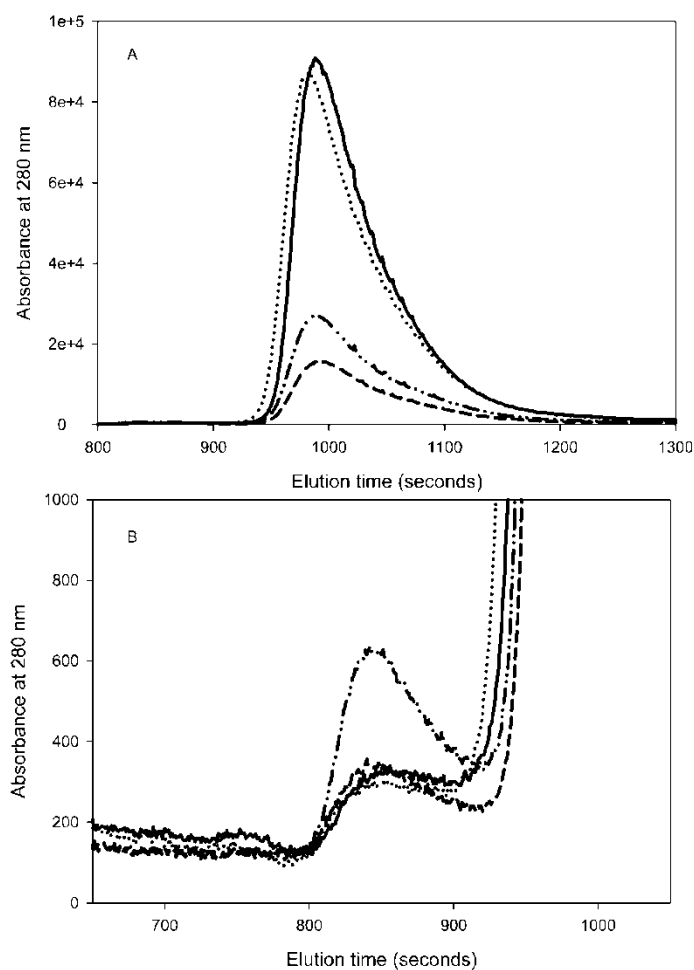 1e+5
A
8e+4
6e+4
4e+4
2e+4
0
Absorbance at 280 nm
800 900 1000 1100 1200 1300
Elution time (seconds)
1000
B
800
600
400
200
0
Absorbance at 280 nm
700 800 900 1000
Elution time (seconds)